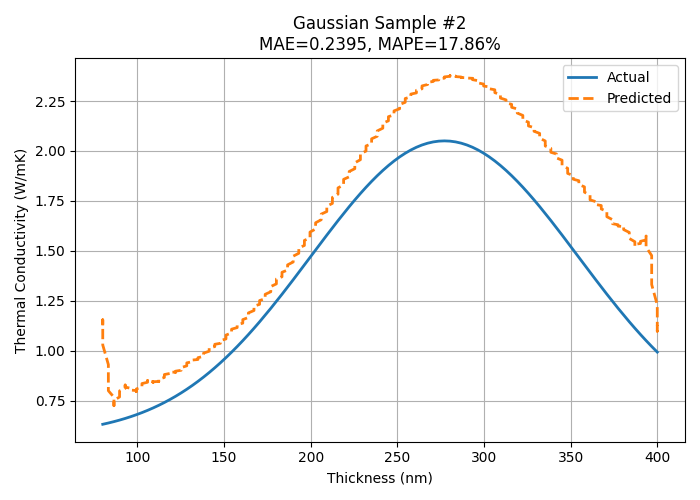 Gaussian Sample #2
MAE=0.2395, MAPE=17.86%
Actual
Predicted
Thermal Conductivity (W/mK)
2.25
2.00
1.75
1.50
1.25
1.00
0.75
100
150
200
250
300
350
400
Thickness (nm)